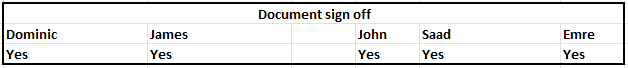 Document sign off
Dominic James John Saad Emre
Yes Yes Yes Yes Yes